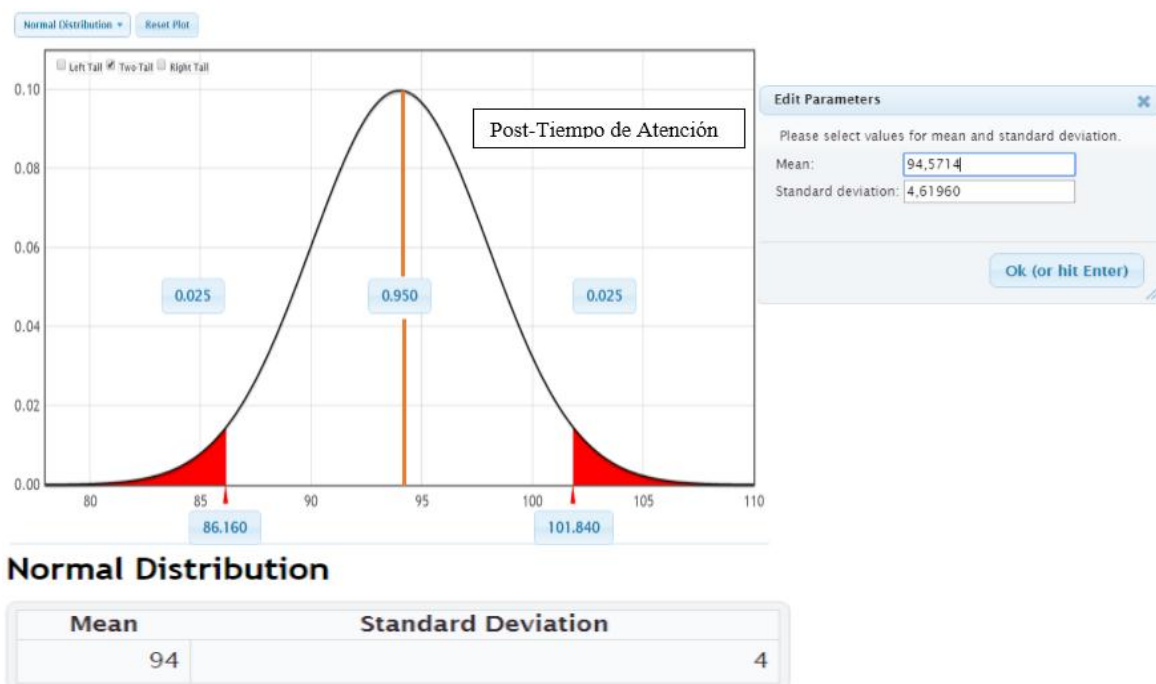 Normal Distribution Reset Plot
Left Tail Two-Tail Right Tail
Post-Tiempo de Atención
0.10
0.08
0.06
0.04
0.02
0.00
0.025 0.950 0.025
80 85 90 95 100 105 110
86.160 101.840
Edit Parameters
Please select values for mean and standard deviation.
Mean: 94,5714
Standard deviation: 4,61960
Ok (or hit Enter)
Normal Distribution
Mean Standard Deviation
94 4